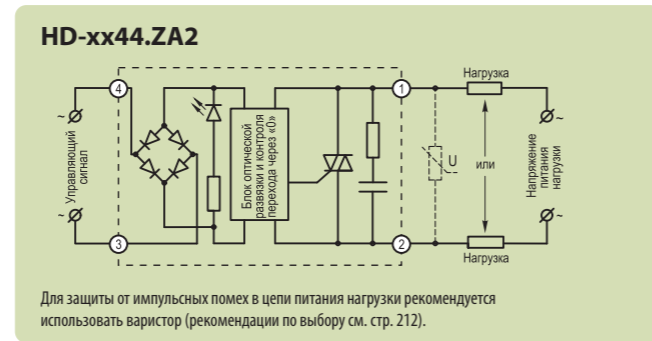 HD-xx44.ZA2
4
1
Нагрузка
~
~
Управляющий
сигнал
Блок оптической
развязки и контроля
перехода через «0»
U
или
Напряжение
питания
нагрузки
~
~
3
2
Нагрузка
Для защиты от импульсных помех в цепи питания нагрузки рекомендуется
использовать варистор (рекомендации по выбору см. стр. 212).